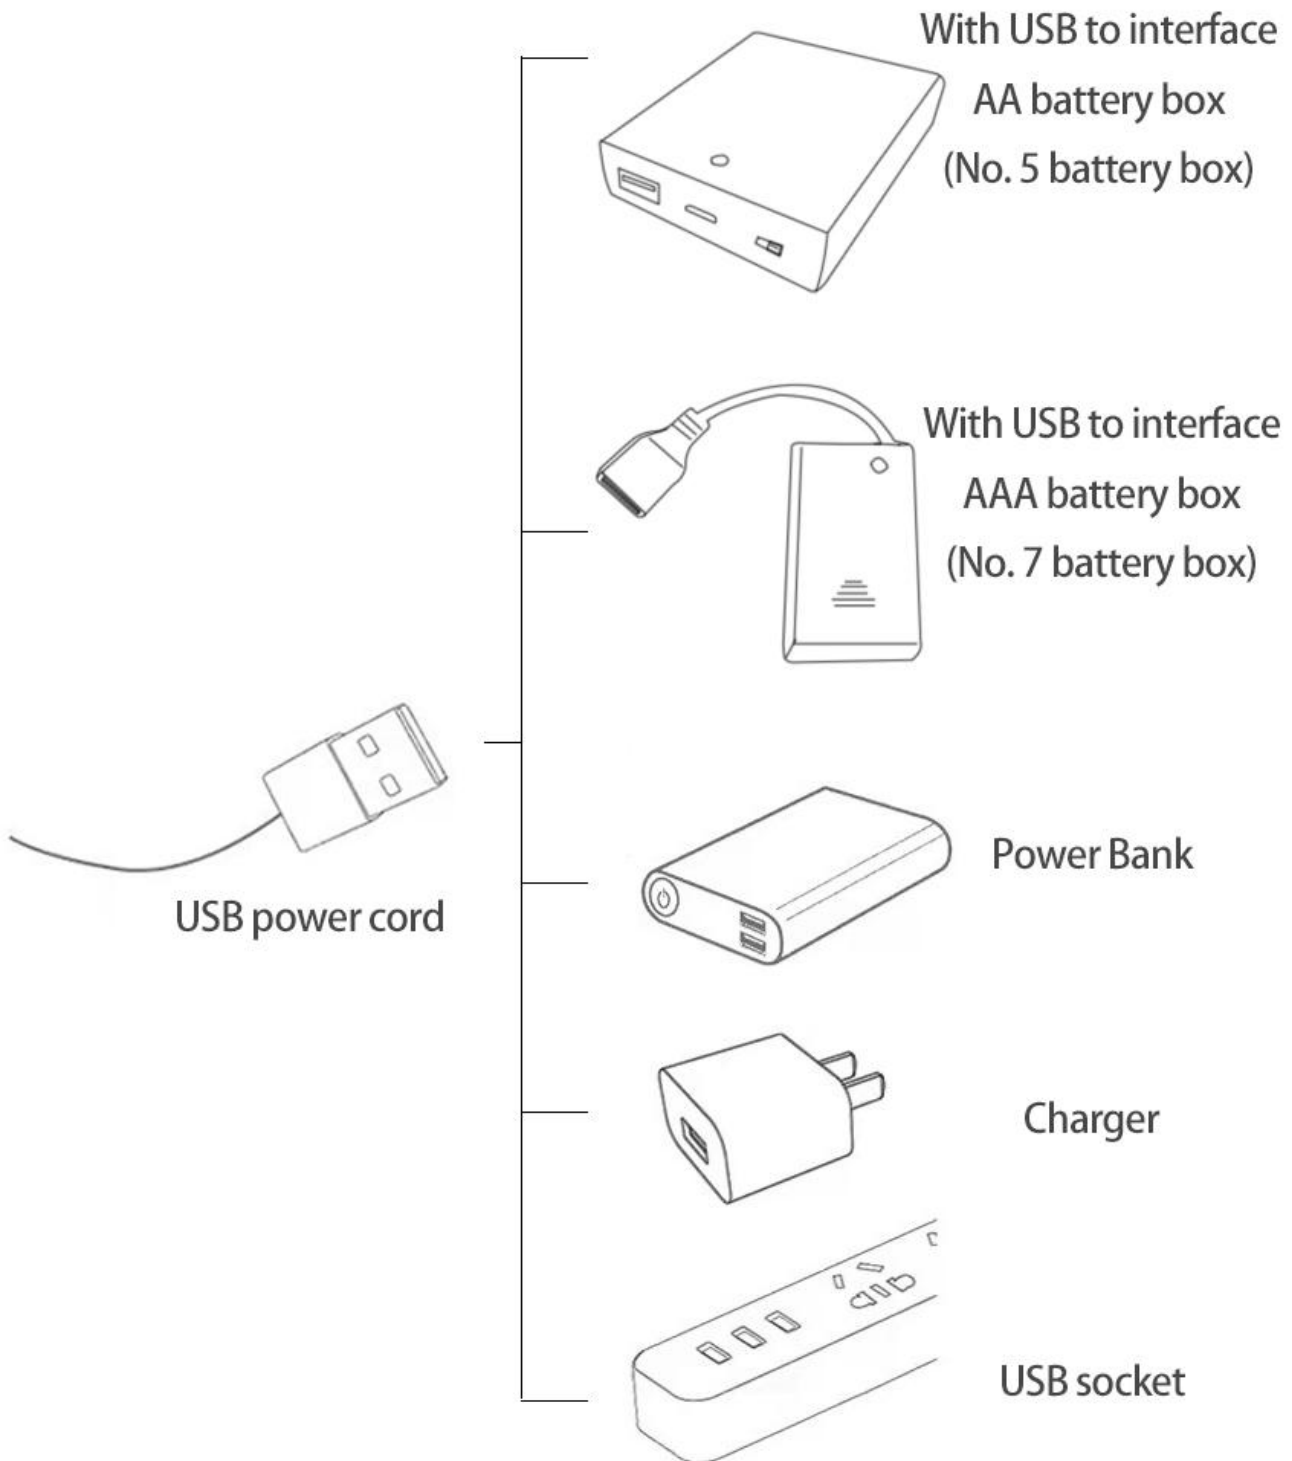 With USB to interface
AA battery box
(No. 5 battery box)
With USB to interface
AAA battery box
(No. 7 battery box)
USB power cord
Power Bank
Charger
USB socket